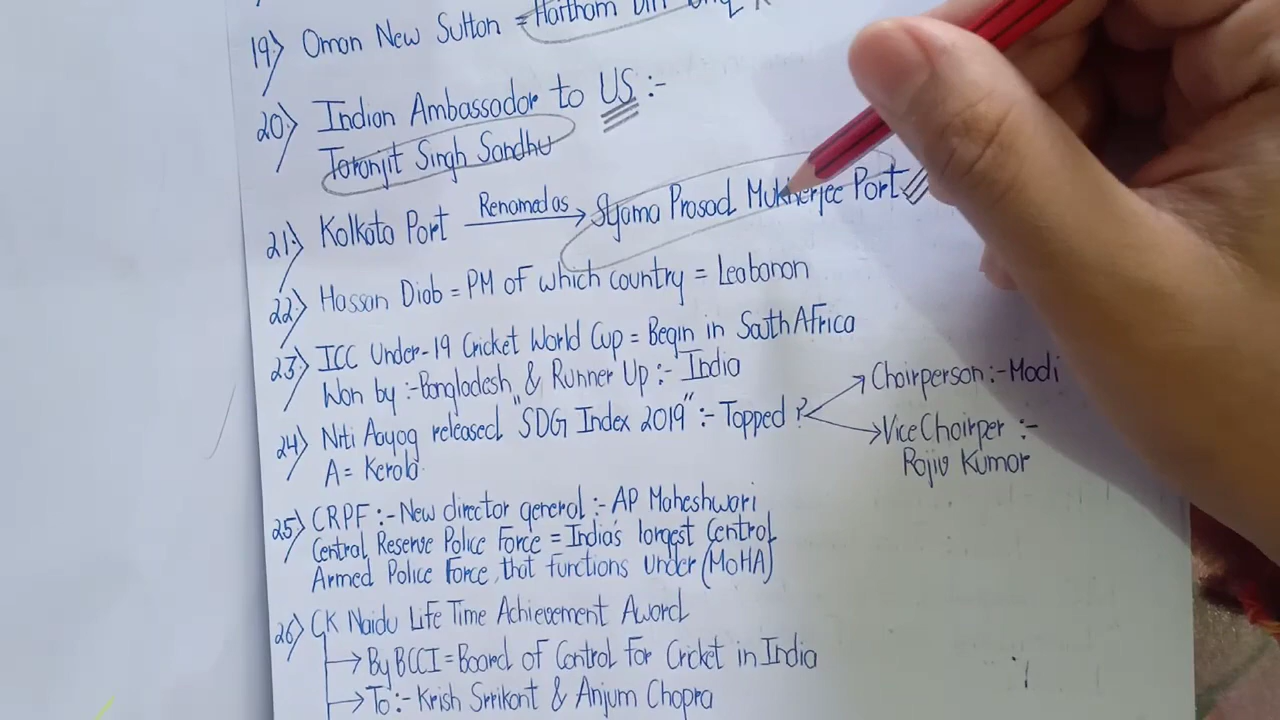 19) Oman New Sultan = Haitham bin
20) Indian Ambassador to US :-
Taranjit Singh Sandhu
21) Kolkata Port Renamed as → Syama Prasad Mukherjee Port
22) Hassan Diab = PM of which country = Leabanon
23) ICC Under-19 Cricket World Cup = Begin in South Africa
Won by :- Bangladesh & Runner Up :- India
24) Niti Aayog released "SDG Index 2019" :- Topped ?
A = Kerala
Chairperson :- Modi
Vice Chairper :-
Rajiv Kumar
25) CRPF :- New director general :- AP Maheshwari
Central Reserve Police Force = India's largest Central
Armed Police Force, that functions under (MoHA)
26) CK Naidu Life Time Achievement Award
→ By BCCI = Board of Control For Cricket in India
→ To :- Krish Srrikant & Anjum Chopra